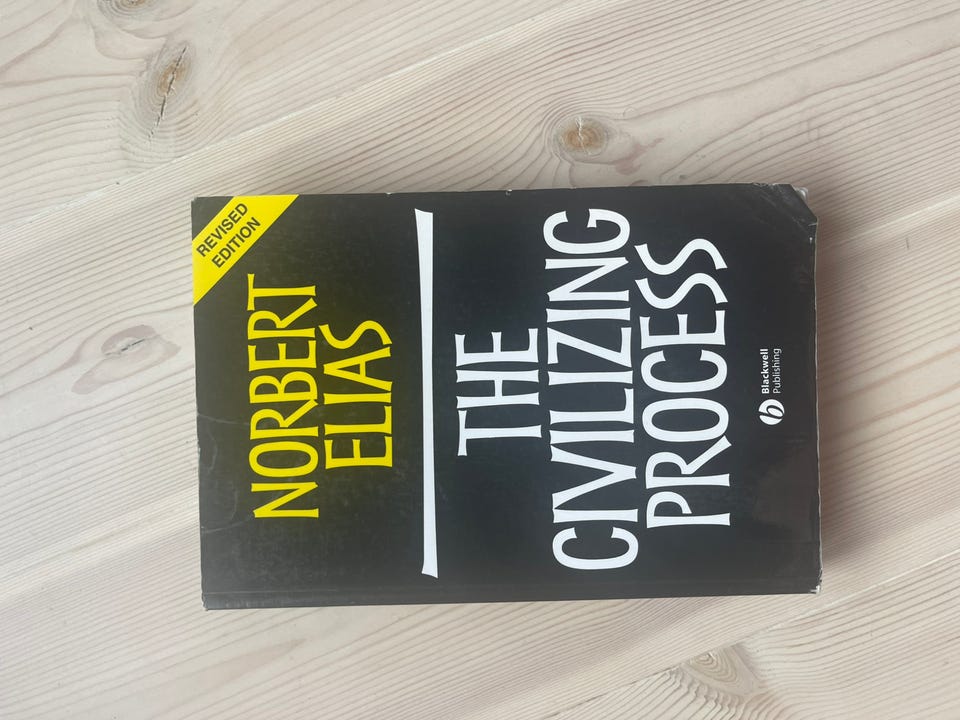 REVISED
EDITION
NORBERT
ELIAS
THE
CIVILIZING
PROCESS
b
Blackwell
Publishing